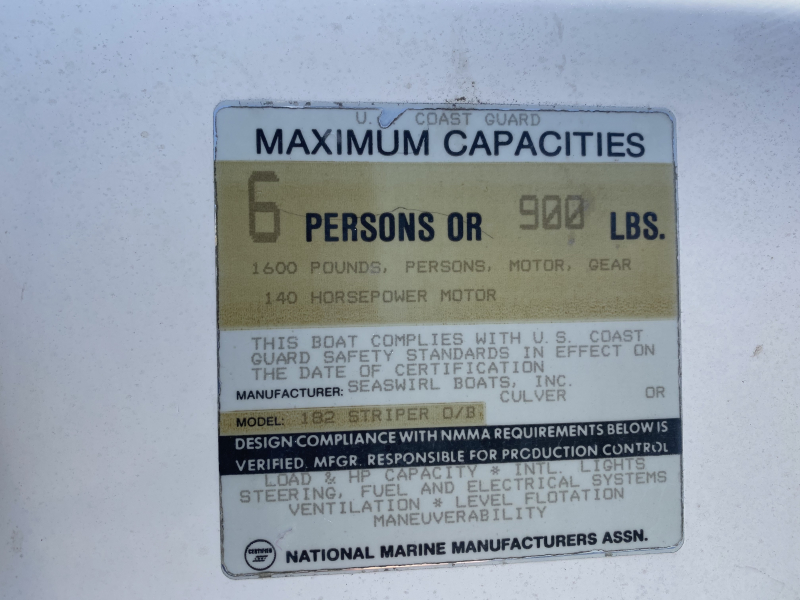 U.S. COAST GUARD
MAXIMUM CAPACITIES
6 PERSONS OR 900 LBS.
1600 POUNDS, PERSONS, MOTOR, GEAR
140 HORSEPOWER MOTOR
THIS BOAT COMPLIES WITH U.S. COAST
GUARD SAFETY STANDARDS IN EFFECT ON
THE DATE OF CERTIFICATION
MANUFACTURER: SEASWIRL BOATS, INC.
CULVER OR
MODEL: 182 STRIPER O/B
DESIGN COMPLIANCE WITH NMMA REQUIREMENTS BELOW IS
VERIFIED. MFGR. RESPONSIBLE FOR PRODUCTION CONTROL
LOAD & HP CAPACITY * INTL. LIGHTS
STEERING, FUEL AND ELECTRICAL SYSTEMS
VENTILATION * LEVEL FLOTATION
MANEUVERABILITY
CERTIFIED
NATIONAL MARINE MANUFACTURERS ASSN.